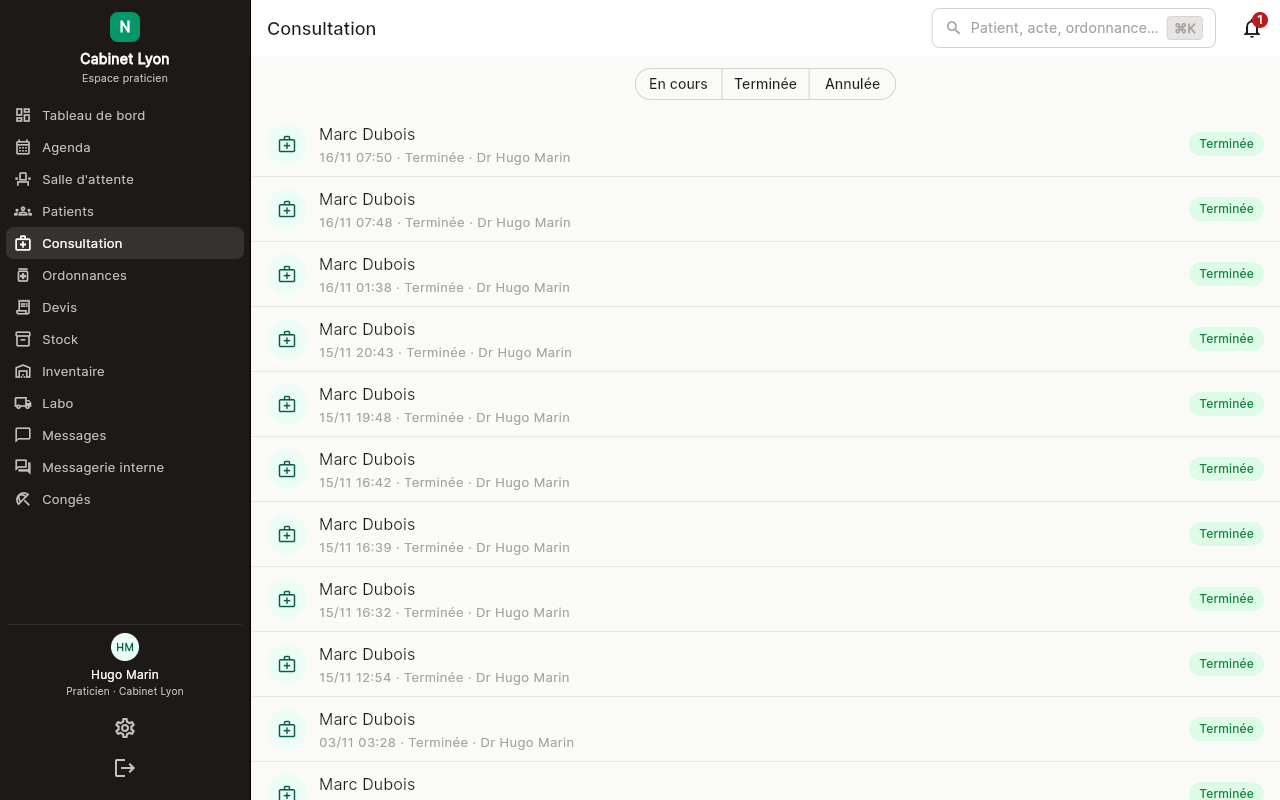 N
Cabinet Lyon
Espace praticien
Tableau de bord
Agenda
Salle d'attente
Patients
Consultation
Ordonnances
Devis
Stock
Inventaire
Labo
Messages
Messagerie interne
Congés
HM
Hugo Marin
Praticien · Cabinet Lyon
Consultation
Patient, acte, ordonnance... ⌘K
1
En cours Terminée Annulée
Marc Dubois
16/11 07:50 · Terminée · Dr Hugo Marin
Terminée
Marc Dubois
16/11 07:48 · Terminée · Dr Hugo Marin
Terminée
Marc Dubois
16/11 01:38 · Terminée · Dr Hugo Marin
Terminée
Marc Dubois
15/11 20:43 · Terminée · Dr Hugo Marin
Terminée
Marc Dubois
15/11 19:48 · Terminée · Dr Hugo Marin
Terminée
Marc Dubois
15/11 16:42 · Terminée · Dr Hugo Marin
Terminée
Marc Dubois
15/11 16:39 · Terminée · Dr Hugo Marin
Terminée
Marc Dubois
15/11 16:32 · Terminée · Dr Hugo Marin
Terminée
Marc Dubois
15/11 12:54 · Terminée · Dr Hugo Marin
Terminée
Marc Dubois
03/11 03:28 · Terminée · Dr Hugo Marin
Terminée
Marc Dubois
Terminée